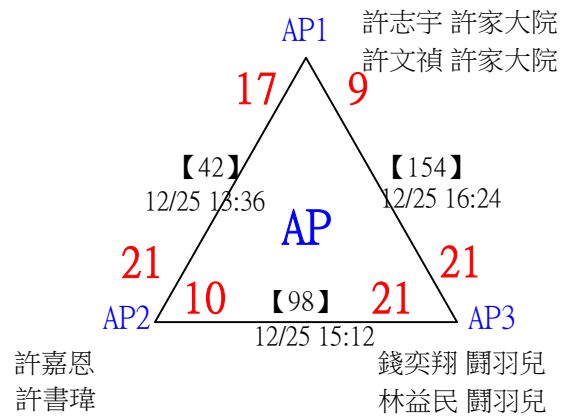 AP1
許志宇 許家大院
許文禎 許家大院
17
9
【42】
12/25 13:36
【154】
12/25 16:24
AP
21
21
10
【98】
21
AP2
12/25 15:12
AP3
許嘉恩
許書瑋
錢奕翔 鬪羽兒
林益民 鬪羽兒